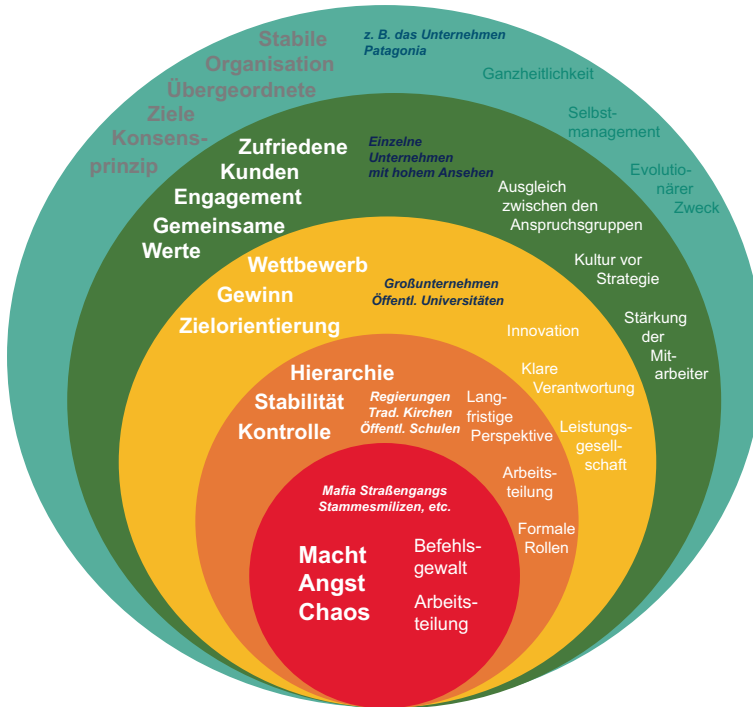 Stabile
Organisation
Übergeordnete
Ziele
Konsens-
prinzip
z. B. das Unternehmen
Patagonia
Ganzheitlichkeit
Selbst-
management
Evolutio-
närer
Zweck
Zufriedene
Kunden
Engagement
Gemeinsame
Werte
Einzelne
Unternehmen
mit hohem Ansehen
Ausgleich
zwischen den
Anspruchsgruppen
Kultur vor
Strategie
Stärkung
der
Mit-
arbeiter
Wettbewerb
Gewinn
Zielorientierung
Großunternehmen
Öffentl. Universitäten
Innovation
Klare
Verantwortung
Leistungs-
gesell-
schaft
Hierarchie
Stabilität
Kontrolle
Regierungen
Trad. Kirchen
Öffentl. Schulen
Lang-
fristige
Perspektive
Arbeits-
teilung
Formale
Rollen
Mafia Straßengangs
Stammesmilizen, etc.
Macht
Angst
Chaos
Befehls-
gewalt
Arbeits-
teilung